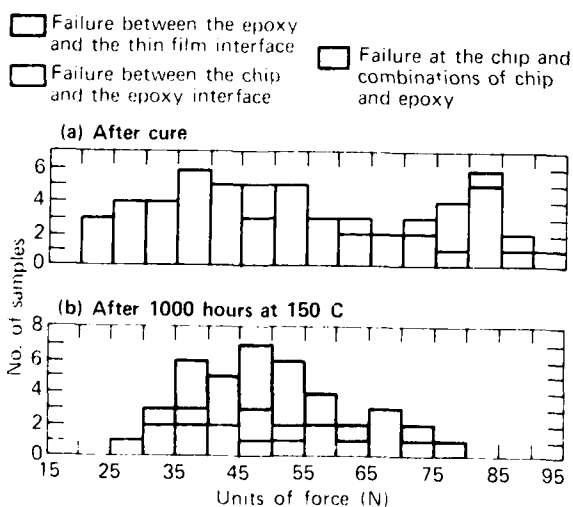 Failure between the epoxy
and the thin film interface
Failure between the chip
and the epoxy interface
Failure at the chip and
combinations of chip
and epoxy
(a) After cure
6
4
2
0
No. of samples
(b) After 1000 hours at 150 C
8
6
4
2
0
15 25 35 45 55 65 75 85 95
Units of force (N)